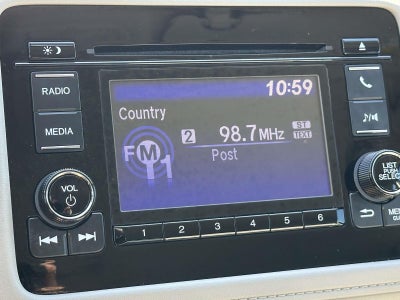 RADIO
MEDIA
VOL
10:59
Country
FM1
2
98.7MHz
ST
TEXT
Post
1 2 3 4 5 6
LIST
PUSH
SELECT